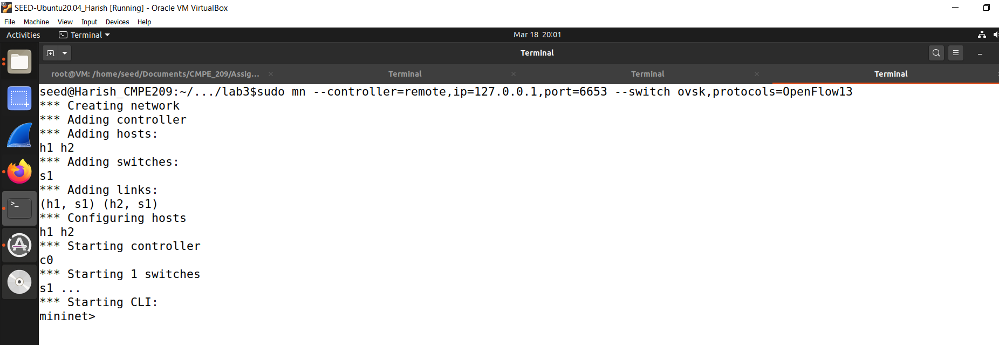 SEED-Ubuntu20.04_Harish [Running] - Oracle VM VirtualBox
File Machine View Input Devices Help
Activities Terminal Mar 18 20:01
Terminal
root@VM: /home/seed/Documents/CMPE_209/Assig... Terminal Terminal Terminal
seed@Harish_CMPE209:~/.../lab3$sudo mn --controller=remote,ip=127.0.0.1,port=6653 --switch ovsk,protocols=OpenFlow13
*** Creating network
*** Adding controller
*** Adding hosts:
h1 h2
*** Adding switches:
s1
*** Adding links:
(h1, s1) (h2, s1)
*** Configuring hosts
h1 h2
*** Starting controller
c0
*** Starting 1 switches
s1 ...
*** Starting CLI:
mininet>